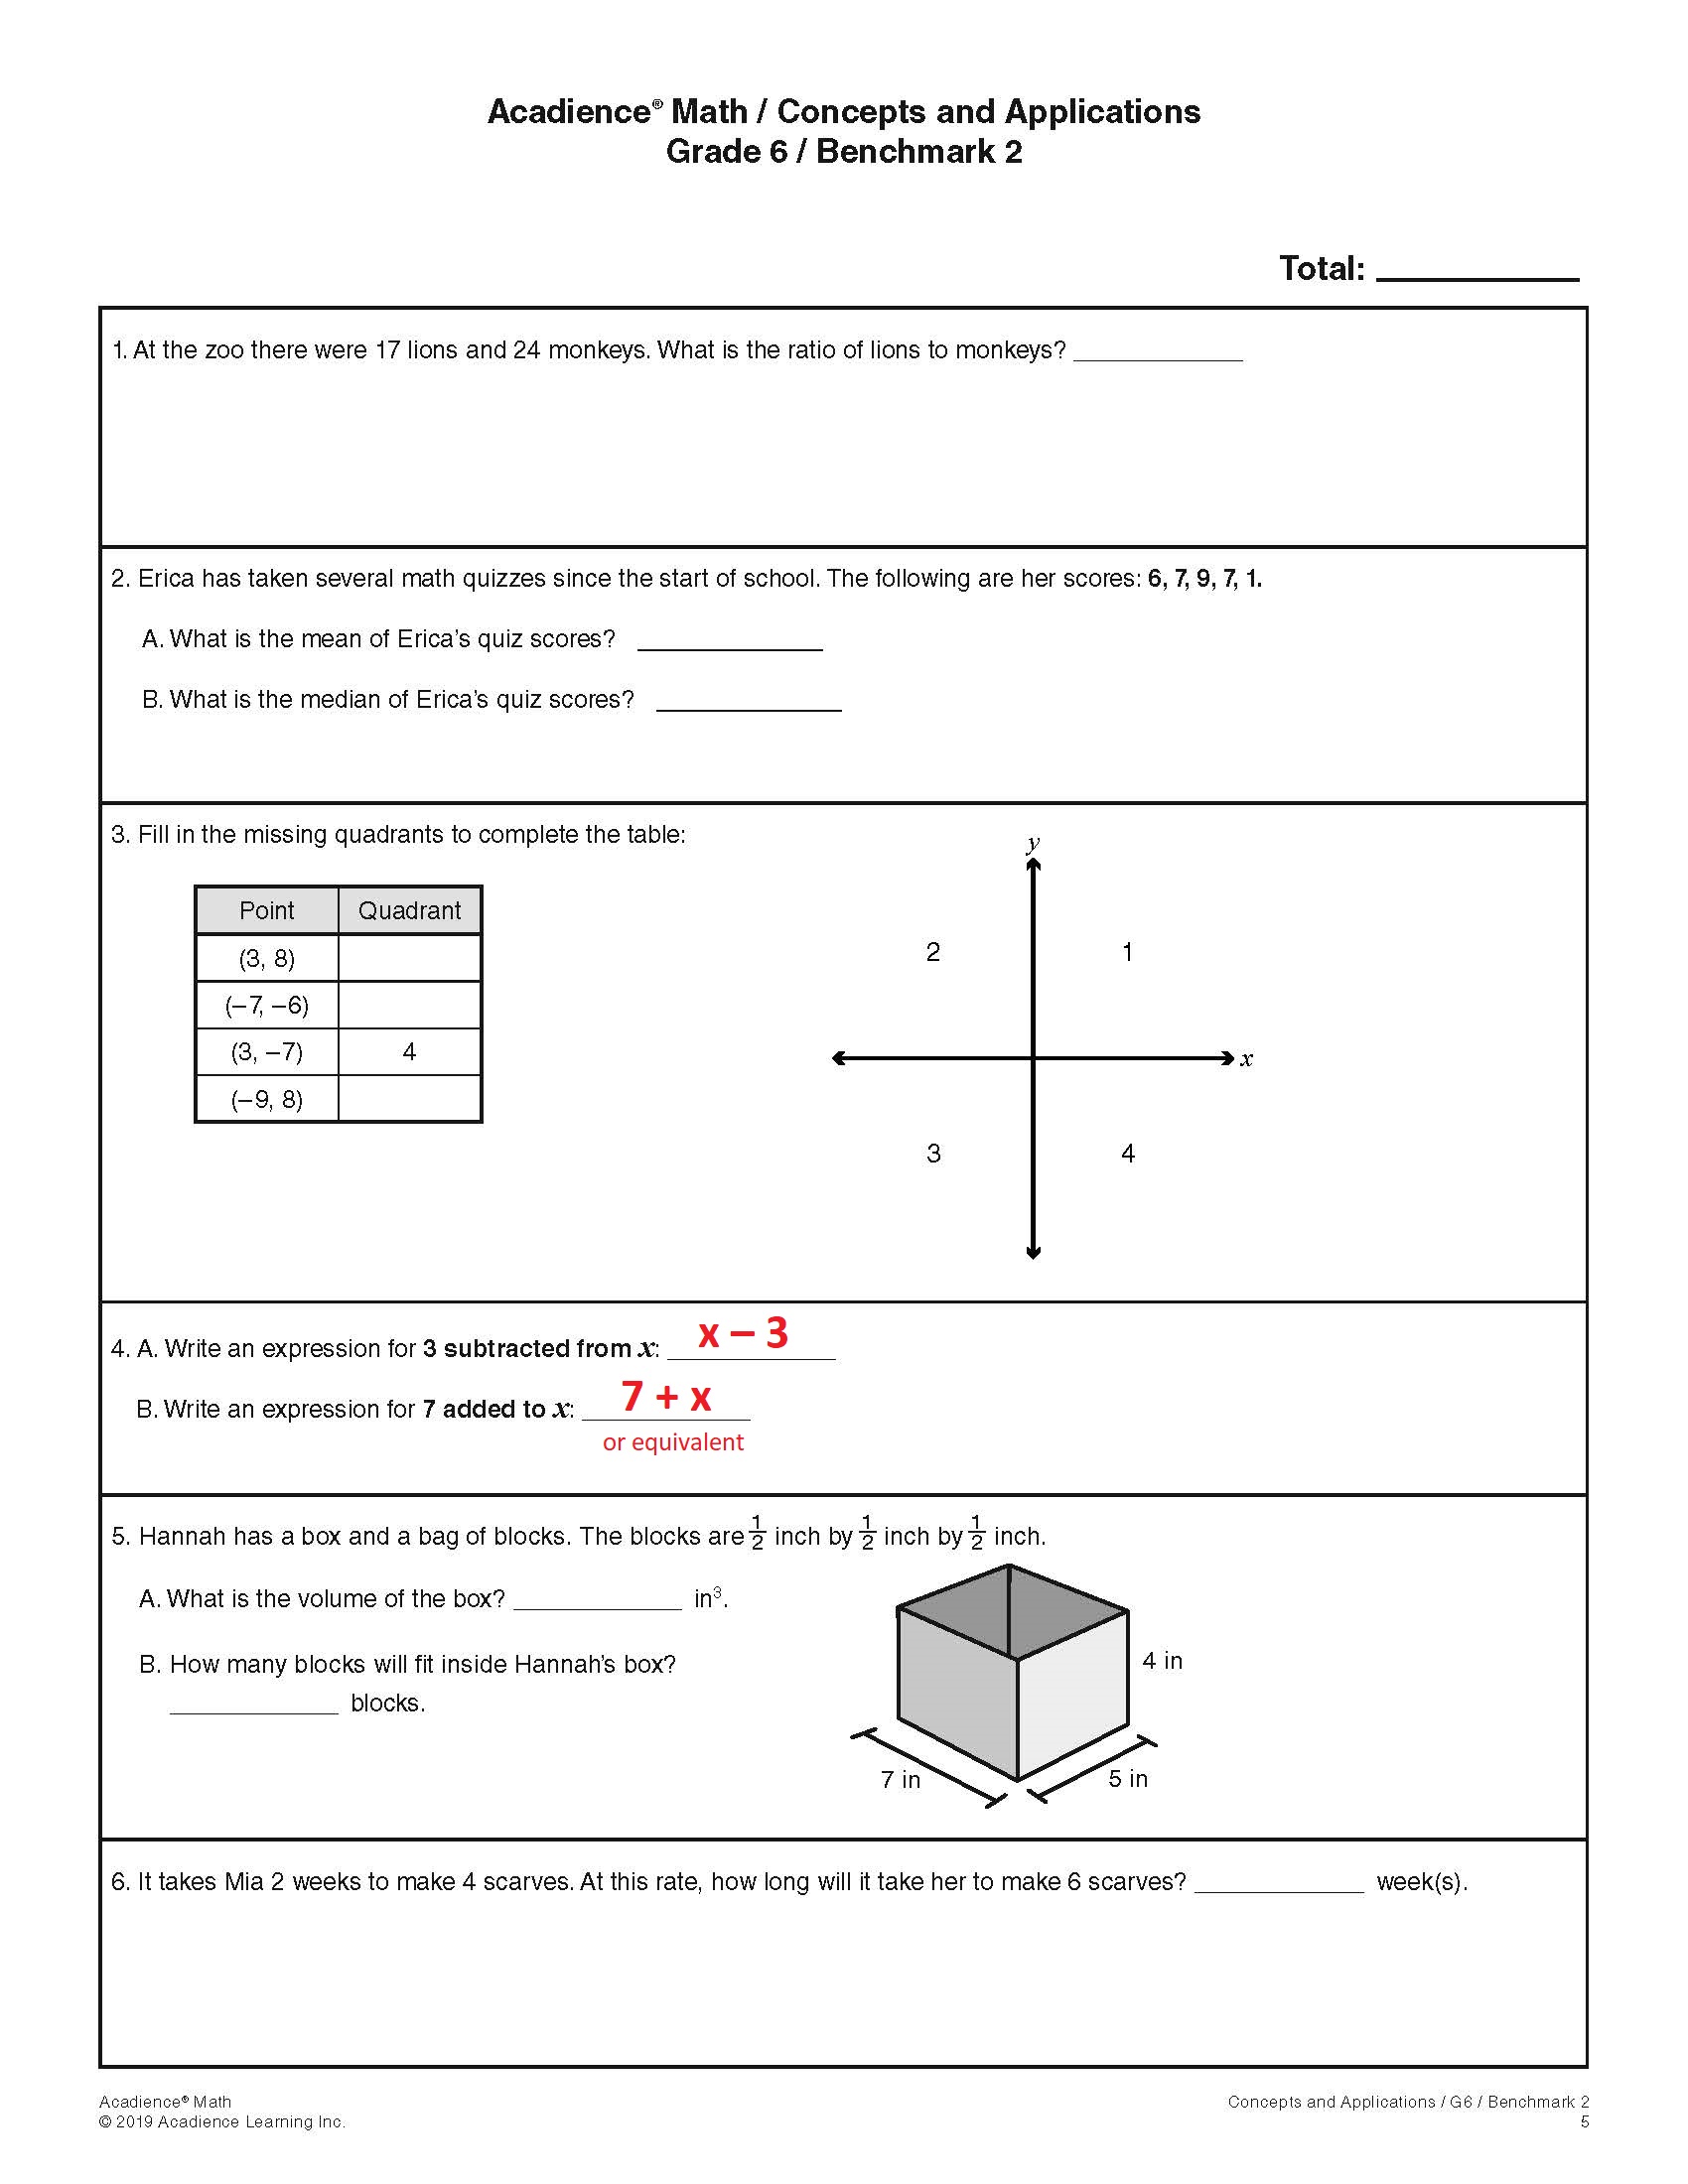 Acadience® Math / Concepts and Applications
Grade 6 / Benchmark 2
Total: ___________
1. At the zoo there were 17 lions and 24 monkeys. What is the ratio of lions to monkeys? ___________
2. Erica has taken several math quizzes since the start of school. The following are her scores: 6, 7, 9, 7, 1.
A. What is the mean of Erica's quiz scores? ___________
B. What is the median of Erica's quiz scores? ___________
3. Fill in the missing quadrants to complete the table:
Point Quadrant
(3, 8)
(−7, −6)
(3, −7) 4
(−9, 8)
y
2 1
x
3 4
4. A. Write an expression for 3 subtracted from x: x – 3
B. Write an expression for 7 added to x: 7 + x
or equivalent
5. Hannah has a box and a bag of blocks. The blocks are 1/2 inch by 1/2 inch by 1/2 inch.
A. What is the volume of the box? ___________ in³.
B. How many blocks will fit inside Hannah's box?
___________ blocks.
4 in
7 in
5 in
6. It takes Mia 2 weeks to make 4 scarves. At this rate, how long will it take her to make 6 scarves? ___________ week(s).
Acadience® Math
© 2019 Acadience Learning Inc.
Concepts and Applications / G6 / Benchmark 2
5